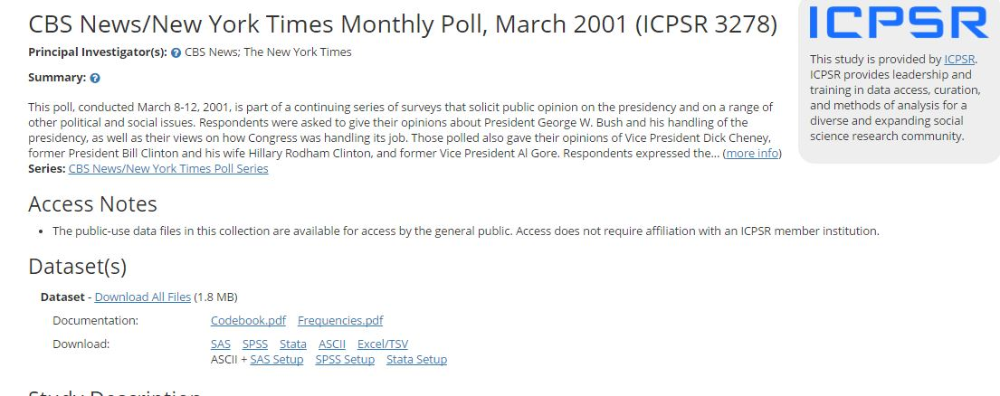 CBS News/New York Times Monthly Poll, March 2001 (ICPSR 3278)
Principal Investigator(s): ? CBS News; The New York Times
Summary: ?
This poll, conducted March 8-12, 2001, is part of a continuing series of surveys that solicit public opinion on the presidency and on a range
of other political and social issues. Respondents were asked to give their opinions about President George W. Bush and his handling of the
presidency, as well as their views on how Congress was handling its job. Those polled also gave their opinions of Vice President Dick Cheney,
former President Bill Clinton and his wife Hillary Rodham Clinton, and former Vice President Al Gore. Respondents expressed the... (more info)
Series: CBS News/New York Times Poll Series
ICPSR
This study is provided by ICPSR.
ICPSR provides leadership and
training in data access, curation,
and methods of analysis for a
diverse and expanding social
science research community.
Access Notes
• The public-use data files in this collection are available for access by the general public. Access does not require affiliation with an ICPSR member institution.
Dataset(s)
Dataset - Download All Files (1.8 MB)
Documentation: Codebook.pdf Frequencies.pdf
Download: SAS SPSS Stata ASCII Excel/TSV
ASCII + SAS Setup SPSS Setup Stata Setup
Study Description